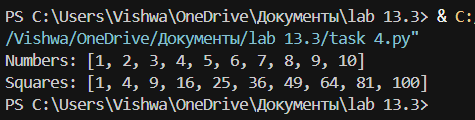 PS C:\Users\Vishwa\OneDrive\Документы\lab 13.3> & C:
/Vishwa/OneDrive/Документы/lab 13.3/task 4.py"
Numbers: [1, 2, 3, 4, 5, 6, 7, 8, 9, 10]
Squares: [1, 4, 9, 16, 25, 36, 49, 64, 81, 100]
PS C:\Users\Vishwa\OneDrive\Документы\lab 13.3>